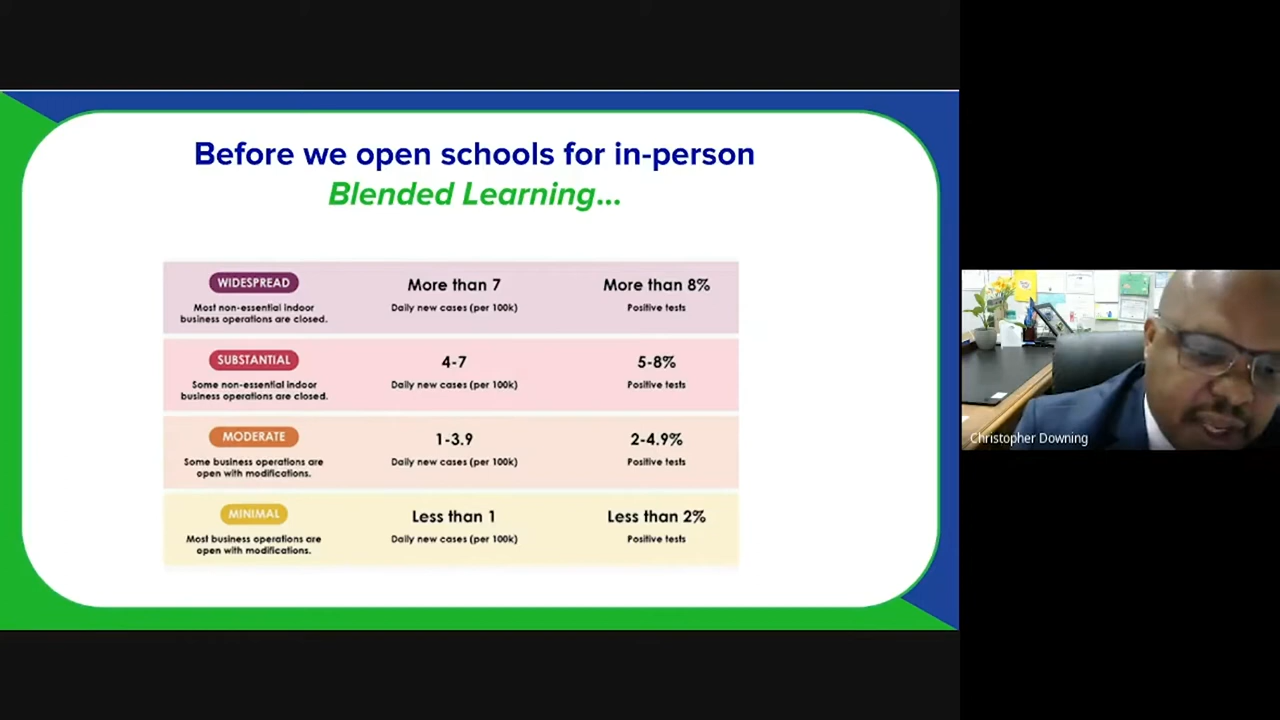 Before we open schools for in-person
Blended Learning...
WIDESPREAD
Most non-essential indoor
business operations are closed.
More than 7
Daily new cases (per 100k)
More than 8%
Positive tests
SUBSTANTIAL
Some non-essential indoor
business operations are closed.
4-7
Daily new cases (per 100k)
5-8%
Positive tests
MODERATE
Some business operations are
open with modifications.
1-3.9
Daily new cases (per 100k)
2-4.9%
Positive tests
MINIMAL
Most business operations are
open with modifications.
Less than 1
Daily new cases (per 100k)
Less than 2%
Positive tests
Christopher Downing